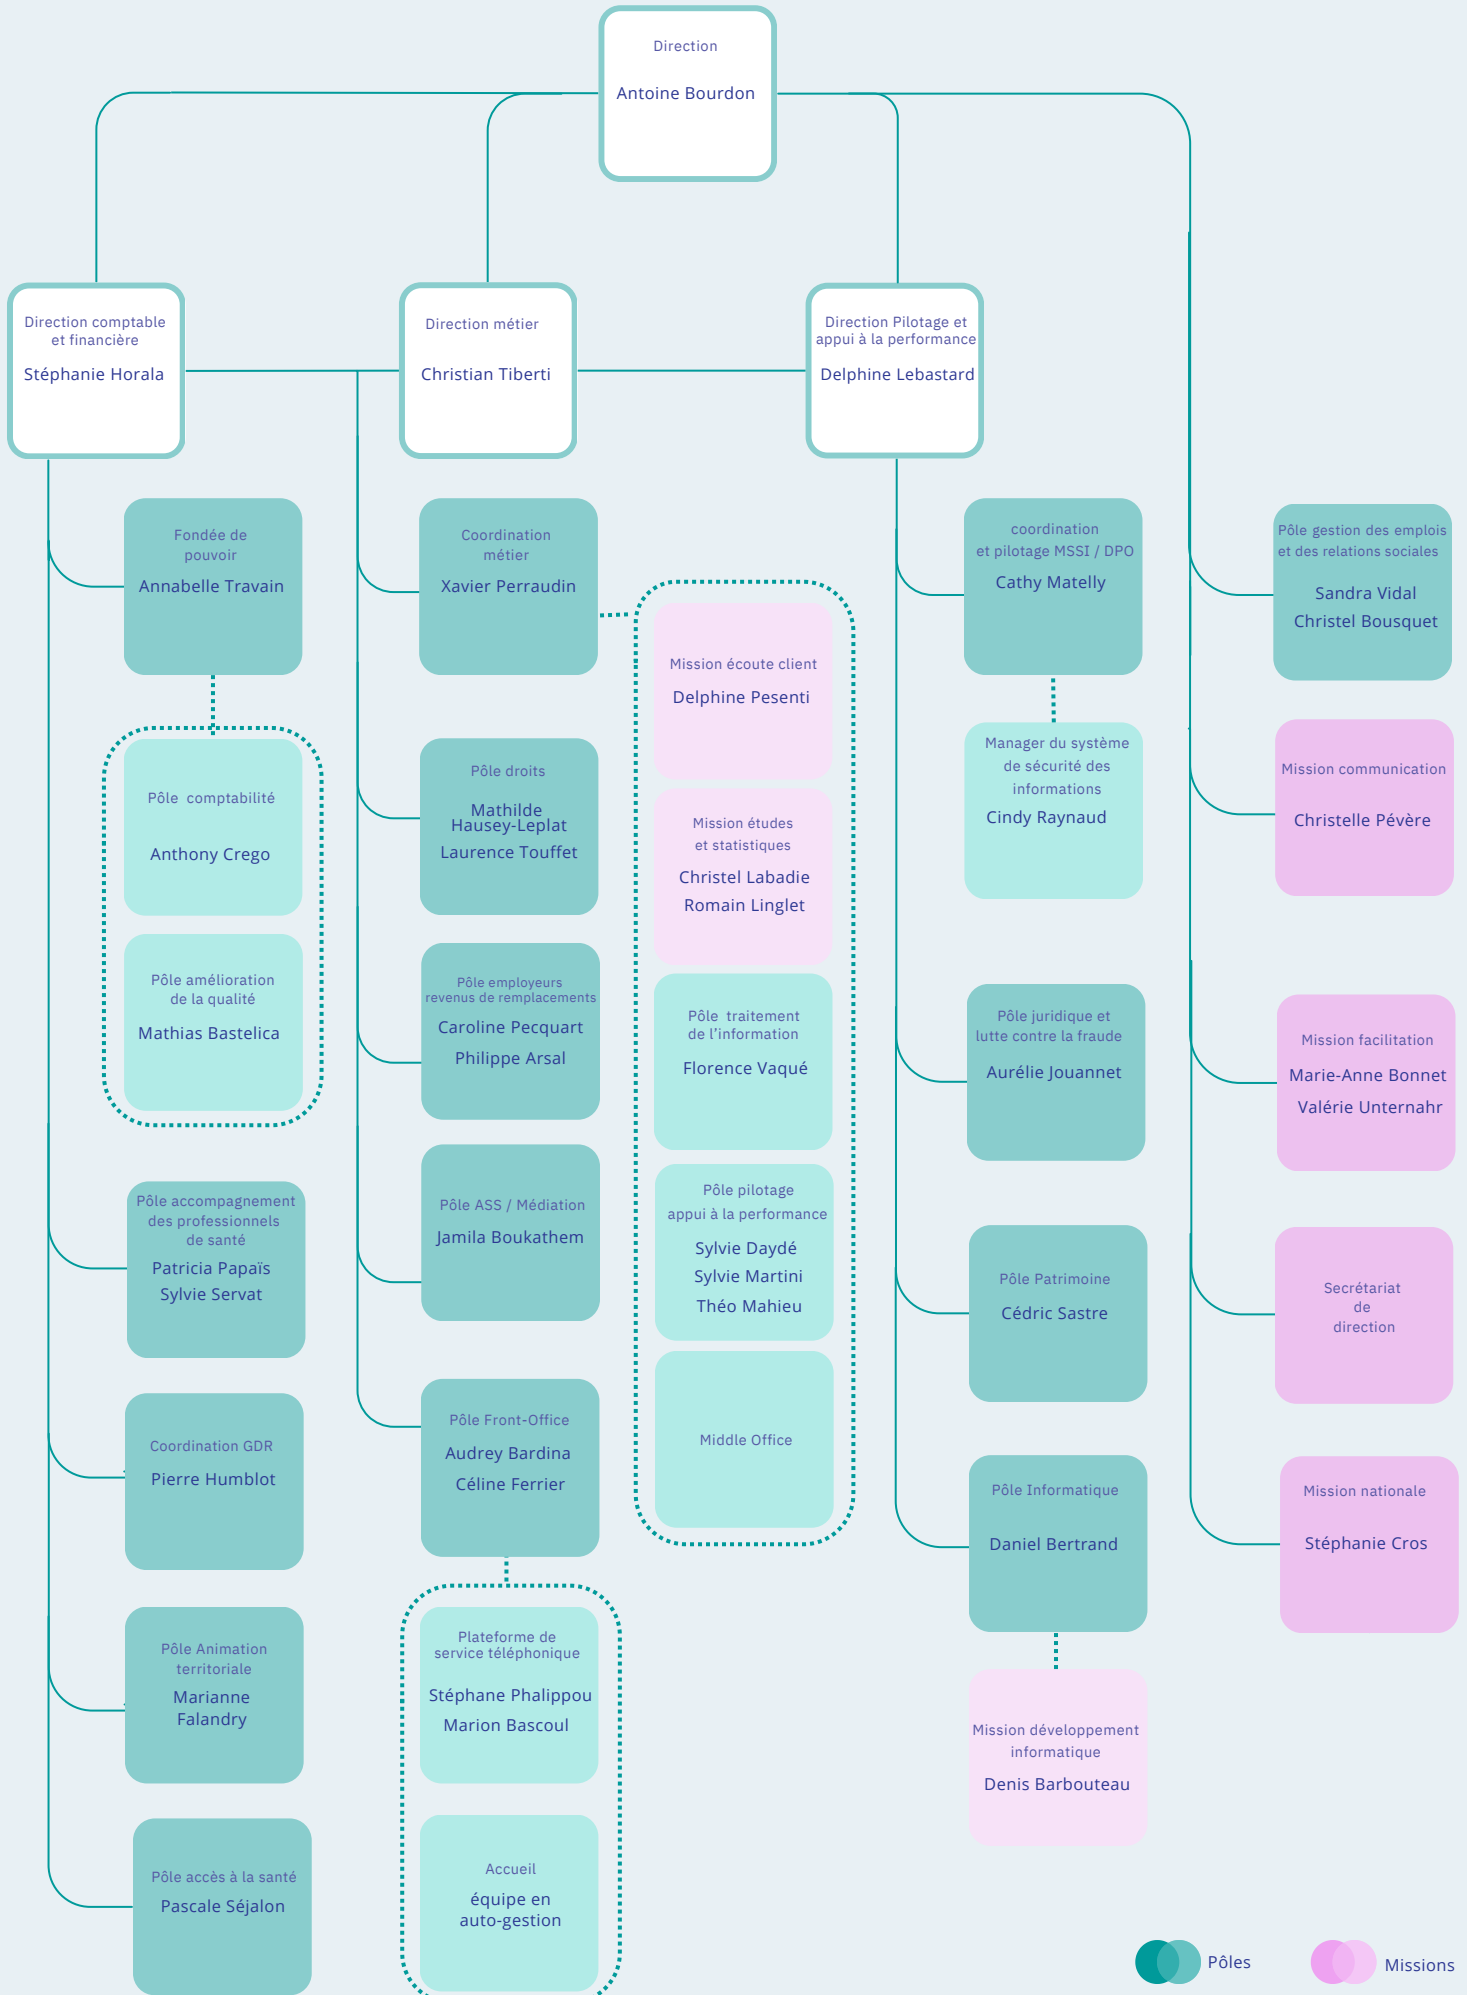 Direction
Antoine Bourdon
Direction comptable
et financière
Stéphanie Horala
Direction métier
Christian Tiberti
Direction Pilotage et
appui à la performance
Delphine Lebastard
Fondée de
pouvoir
Annabelle Travain
Pôle comptabilité
Anthony Crego
Pôle amélioration
de la qualité
Mathias Bastelica
Pôle accompagnement
des professionnels
de santé
Patricia Papaïs
Sylvie Servat
Coordination GDR
Pierre Humblot
Pôle Animation
territoriale
Marianne
Falandry
Pôle accès à la santé
Pascale Séjalon
Coordination
métier
Xavier Perraudin
Pôle droits
Mathilde
Hausey-Leplat
Laurence Touffet
Pôle employeurs
revenus de remplacements
Caroline Pecquart
Philippe Arsal
Pôle ASS / Médiation
Jamila Boukathem
Pôle Front-Office
Audrey Bardina
Céline Ferrier
Plateforme de
service téléphonique
Stéphane Phalippou
Marion Bascoul
Accueil
équipe en
auto-gestion
Mission écoute client
Delphine Pesenti
Mission études
et statistiques
Christel Labadie
Romain Linglet
Pôle traitement
de l'information
Florence Vaqué
Pôle pilotage
appui à la performance
Sylvie Daydé
Sylvie Martini
Théo Mahieu
Middle Office
coordination
et pilotage MSSI / DPO
Cathy Matelly
Manager du système
de sécurité des
informations
Cindy Raynaud
Pôle juridique et
lutte contre la fraude
Aurélie Jouannet
Pôle Patrimoine
Cédric Sastre
Pôle Informatique
Daniel Bertrand
Mission développement
informatique
Denis Barbouteau
Pôle gestion des emplois
et des relations sociales
Sandra Vidal
Christel Bousquet
Mission communication
Christelle Pévère
Mission facilitation
Marie-Anne Bonnet
Valérie Unternahr
Secrétariat
de
direction
Mission nationale
Stéphanie Cros
Pôles
Missions